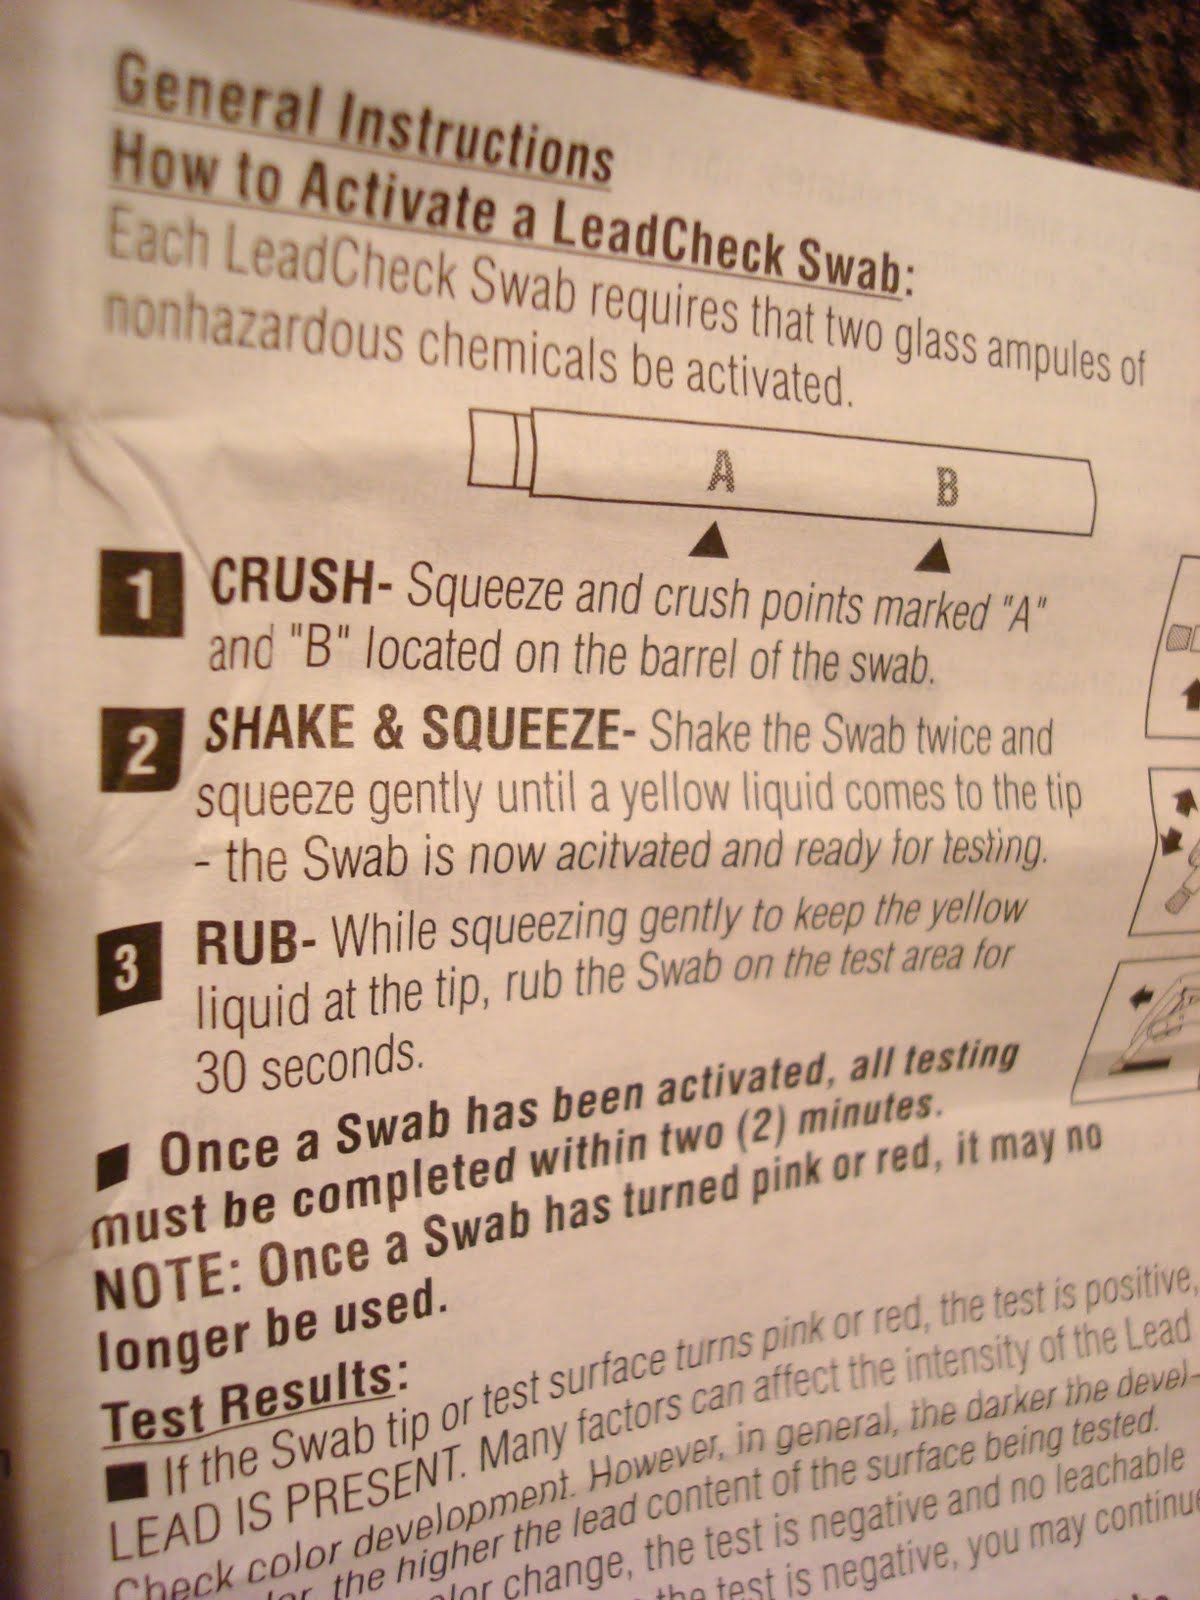 General Instructions
How to Activate a LeadCheck Swab:
Each LeadCheck Swab requires that two glass ampules of
nonhazardous chemicals be activated.
A B
1 CRUSH- Squeeze and crush points marked "A"
and "B" located on the barrel of the swab.
2 SHAKE & SQUEEZE- Shake the Swab twice and
squeeze gently until a yellow liquid comes to the tip
- the Swab is now acitvated and ready for testing.
3 RUB- While squeezing gently to keep the yellow
liquid at the tip, rub the Swab on the test area for
30 seconds.
■ Once a Swab has been activated, all testing
must be completed within two (2) minutes.
NOTE: Once a Swab has turned pink or red, it may no
longer be used.
Test Results:
■ If the Swab tip or test surface turns pink or red, the test is positive,
LEAD IS PRESENT. Many factors can affect the intensity of the Lead
Check color development. However, in general, the darker the devel-
the higher the lead content of the surface being tested.
change, the test is negative and no leachable
the test is negative, you may continue